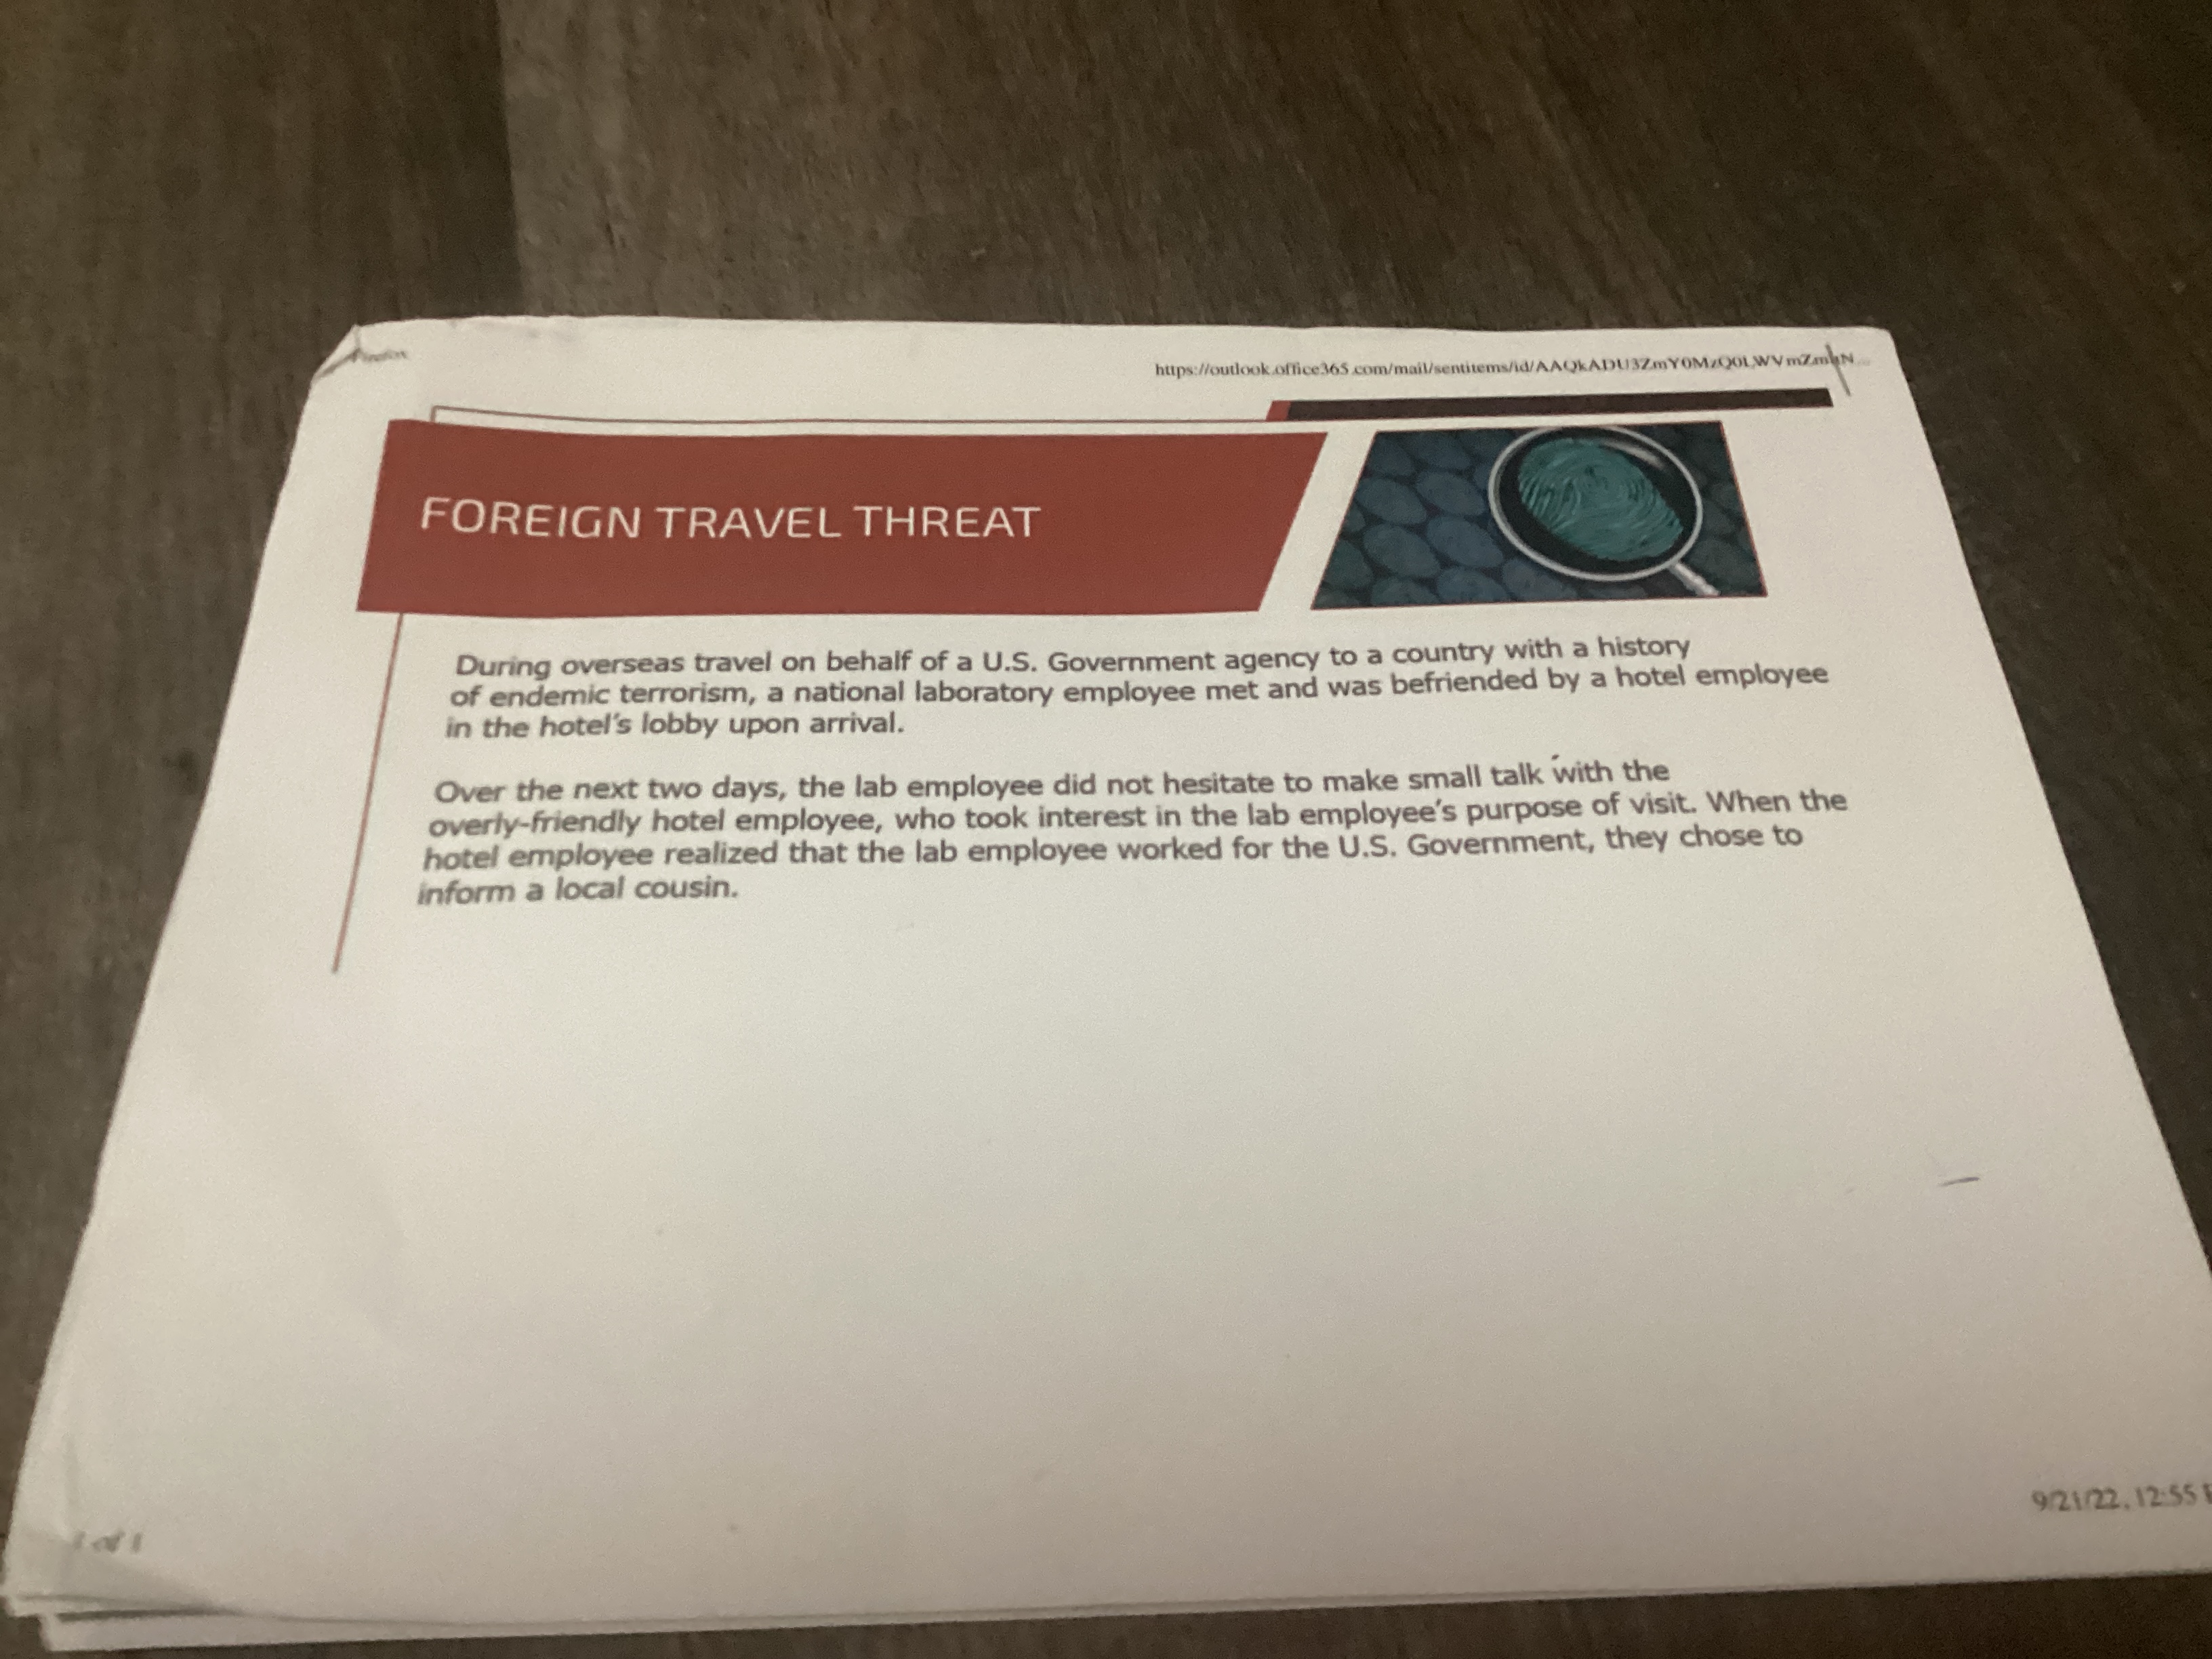 Firefox
https://outlook.office365.com/mail/sentitems/id/
FOREIGN TRAVEL THREAT
During overseas travel on behalf of a U.S. Government agency to a country with a history
of endemic terrorism, a national laboratory employee met and was befriended by a hotel employee
in the hotel's lobby upon arrival.
Over the next two days, the lab employee did not hesitate to make small talk with the
overly-friendly hotel employee, who took interest in the lab employee's purpose of visit. When the
hotel employee realized that the lab employee worked for the U.S. Government, they chose to
inform a local cousin.
1 of 1
9/21/22, 12:55